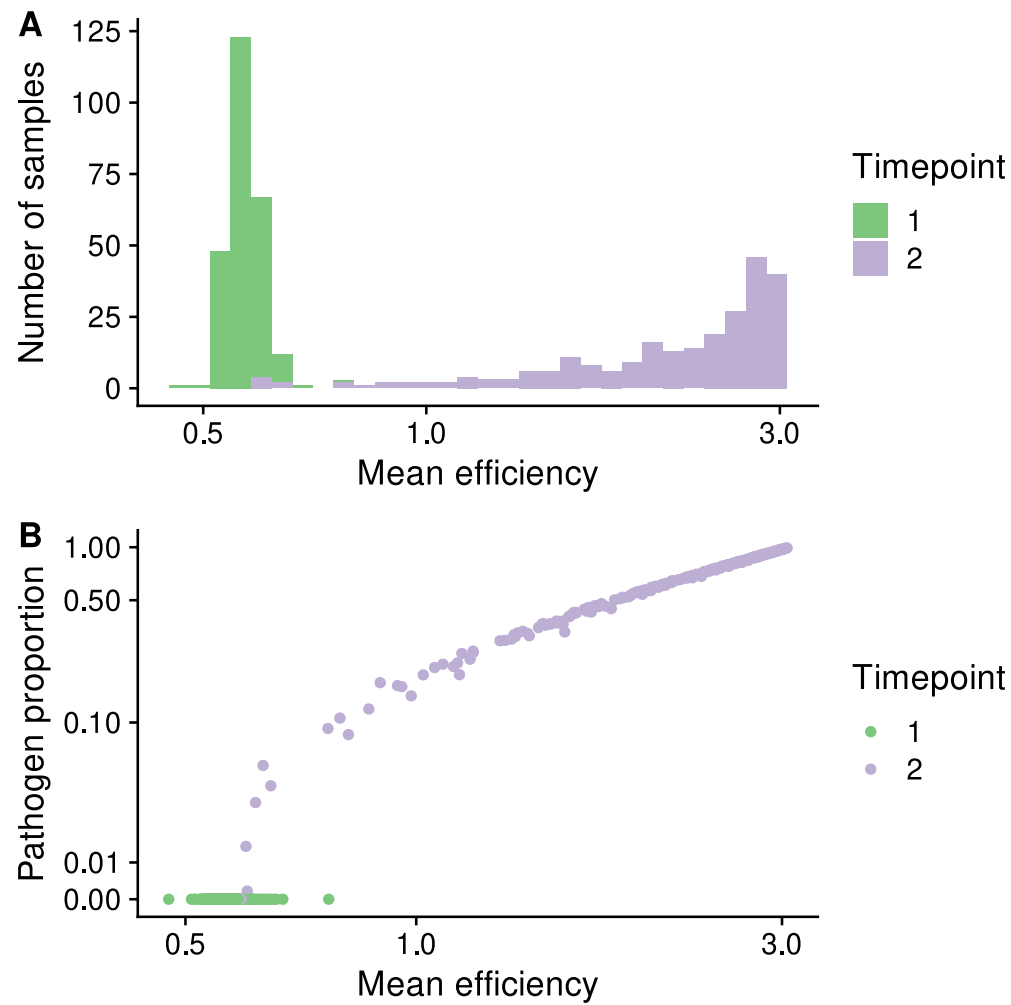 A
125
100
75
50
25
0
Number of samples
0.5 1.0 3.0
Mean efficiency
Timepoint
1
2
B
1.00
0.50
0.10
0.01
0.00
Pathogen proportion
0.5 1.0 3.0
Mean efficiency
Timepoint
1
2